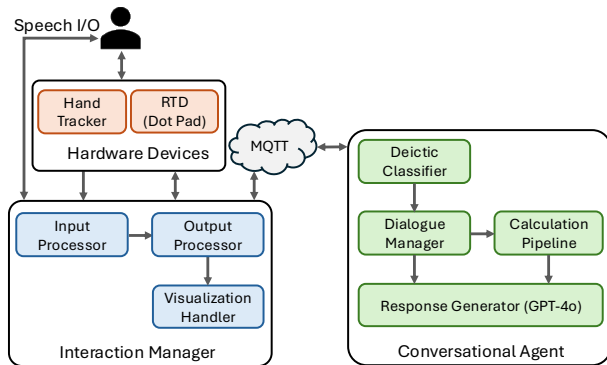 Speech I/O
Hand
Tracker
RTD
(Dot Pad)
Hardware Devices
MQTT
Input
Processor
Output
Processor
Visualization
Handler
Interaction Manager
Deictic
Classifier
Dialogue
Manager
Calculation
Pipeline
Response Generator (GPT-4o)
Conversational Agent